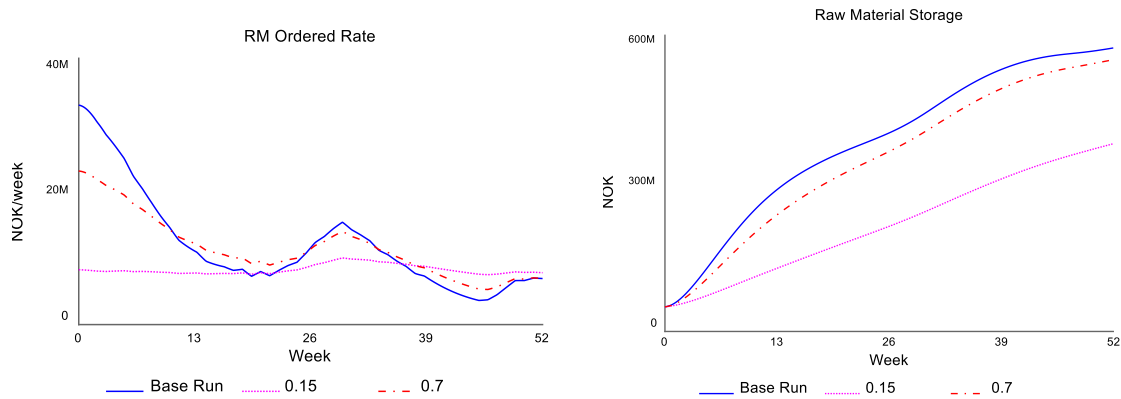 RM Ordered Rate
40M
20M
0
NOK/week
0 13 26 39 52
Week
Base Run 0.15 0.7
Raw Material Storage
600M
300M
0
NOK
0 13 26 39 52
Week
Base Run 0.15 0.7